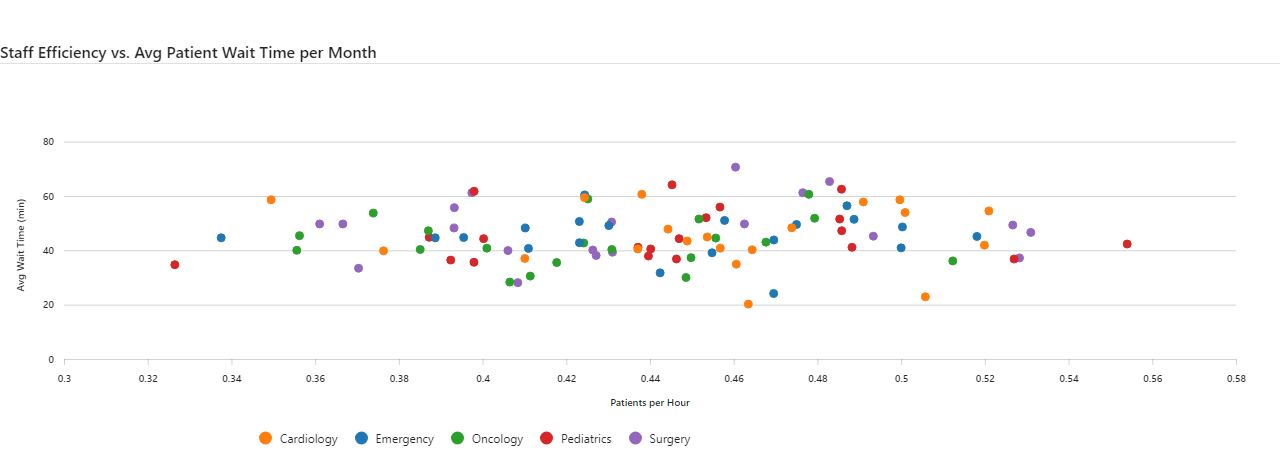 Staff Efficiency vs. Avg Patient Wait Time per Month
Avg Wait Time (min)
80
60
40
20
0
0.3 0.32 0.34 0.36 0.38 0.4 0.42 0.44 0.46 0.48 0.5 0.52 0.54 0.56 0.58
Patients per Hour
Cardiology Emergency Oncology Pediatrics Surgery